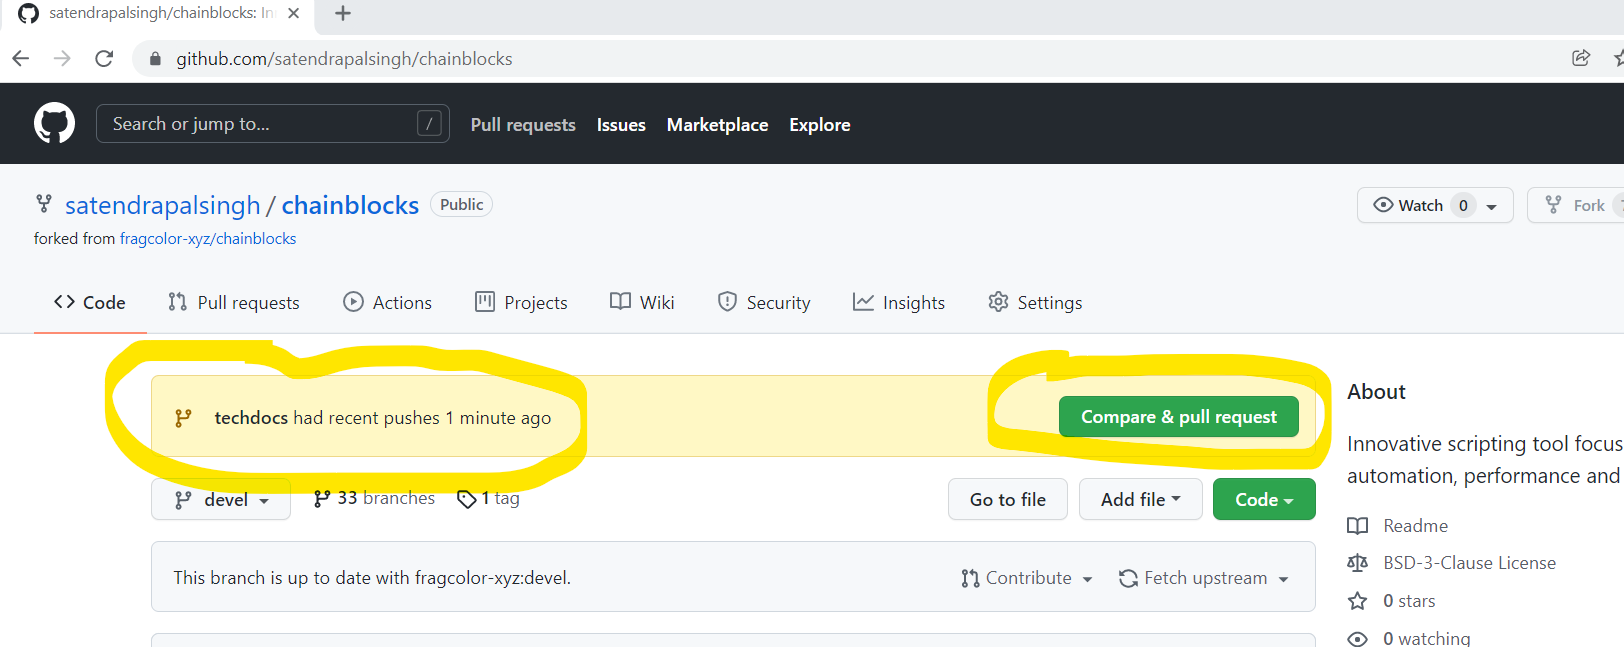 satendrapalsingh/chainblocks: In
github.com/satendrapalsingh/chainblocks
Search or jump to... /
Pull requests Issues Marketplace Explore
satendrapalsingh / chainblocks Public
Watch 0 Fork
forked from fragcolor-xyz/chainblocks
Code Pull requests Actions Projects Wiki Security Insights Settings
techdocs had recent pushes 1 minute ago
Compare & pull request
devel 33 branches 1 tag
Go to file Add file Code
This branch is up to date with fragcolor-xyz:devel.
Contribute Fetch upstream
About
Innovative scripting tool focus
automation, performance and
Readme
BSD-3-Clause License
0 stars
0 watching